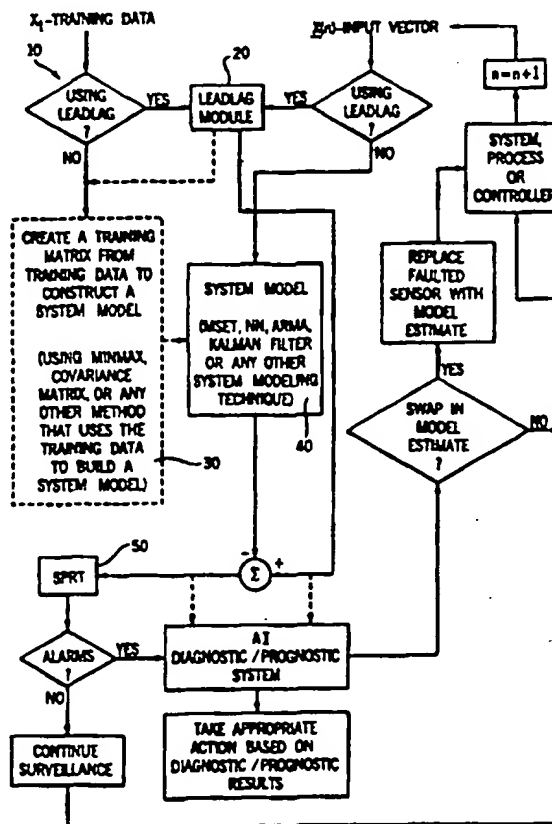 X₁-TRAINING DATA
Y(n)-INPUT VECTOR
10
20
n=n+1
USING
LEADLAG
?
YES
LEADLAG
MODULE
YES
USING
LEADLAG
?
NO
NO
SYSTEM,
PROCESS
OR
CONTROLLER
CREATE A TRAINING
MATRIX FROM
TRAINING DATA TO
CONSTRUCT A
SYSTEM MODEL
(USING MINMAX,
COVARIANCE
MATRIX, OR ANY
OTHER METHOD
THAT USES THE
TRAINING DATA
TO BUILD A
SYSTEM MODEL)
30
SYSTEM MODEL
(MSET, NN, ARMA,
KALMAN FILTER
OR ANY OTHER
SYSTEM MODELING
TECHNIQUE)
40
REPLACE
FAULTED
SENSOR WITH
MODEL
ESTIMATE
YES
SWAP IN
MODEL
ESTIMATE
?
NO
50
SPRT
- +
Σ
ALARMS
?
YES
NO
AI
DIAGNOSTIC/PROGNOSTIC
SYSTEM
CONTINUE
SURVEILLANCE
TAKE APPROPRIATE
ACTION BASED ON
DIAGNOSTIC/PROGNOSTIC
RESULTS